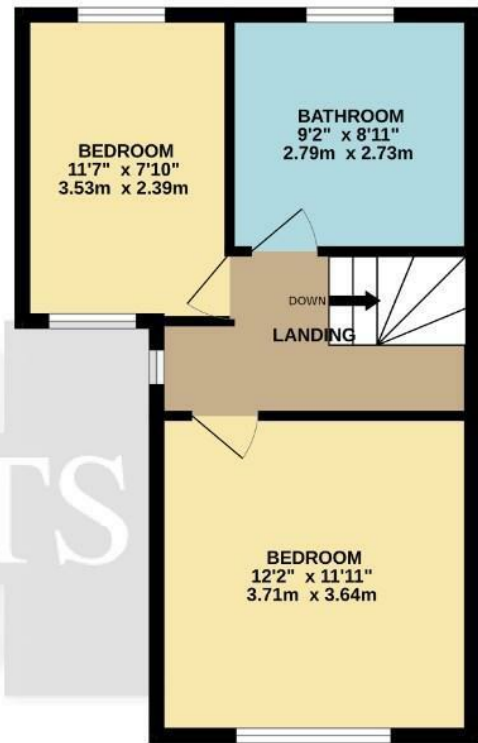 BEDROOM
11'7" x 7'10"
3.53m x 2.39m
BATHROOM
9'2" x 8'11"
2.79m x 2.73m
DOWN
LANDING
TS
BEDROOM
12'2" x 11'11"
3.71m x 3.64m